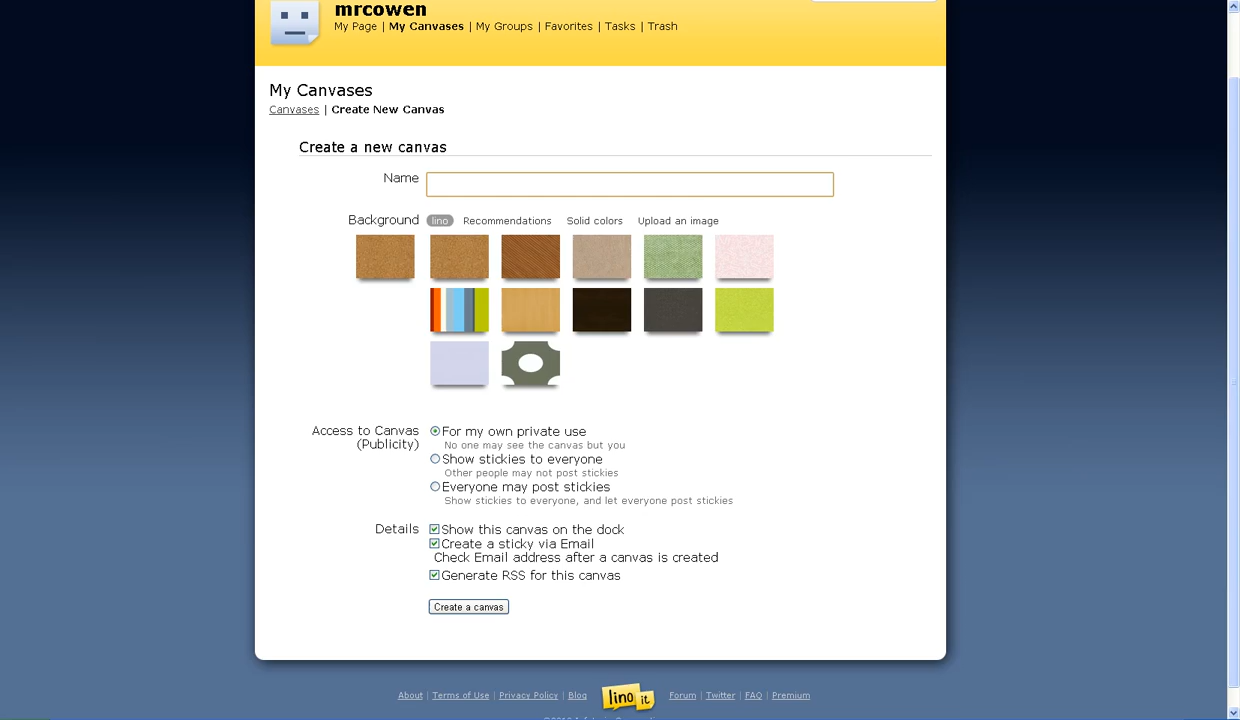 mrcowen
My Page | My Canvases | My Groups | Favorites | Tasks | Trash
My Canvases
Canvases | Create New Canvas
Create a new canvas
Name
Background lino Recommendations Solid colors Upload an image
Access to Canvas
(Publicity)
For my own private use
No one may see the canvas but you
Show stickies to everyone
Other people may not post stickies
Everyone may post stickies
Show stickies to everyone, and let everyone post stickies
Details
Show this canvas on the dock
Create a sticky via Email
Check Email address after a canvas is created
Generate RSS for this canvas
Create a canvas
About | Terms of Use | Privacy Policy | Blog lino it Forum | Twitter | FAQ | Premium